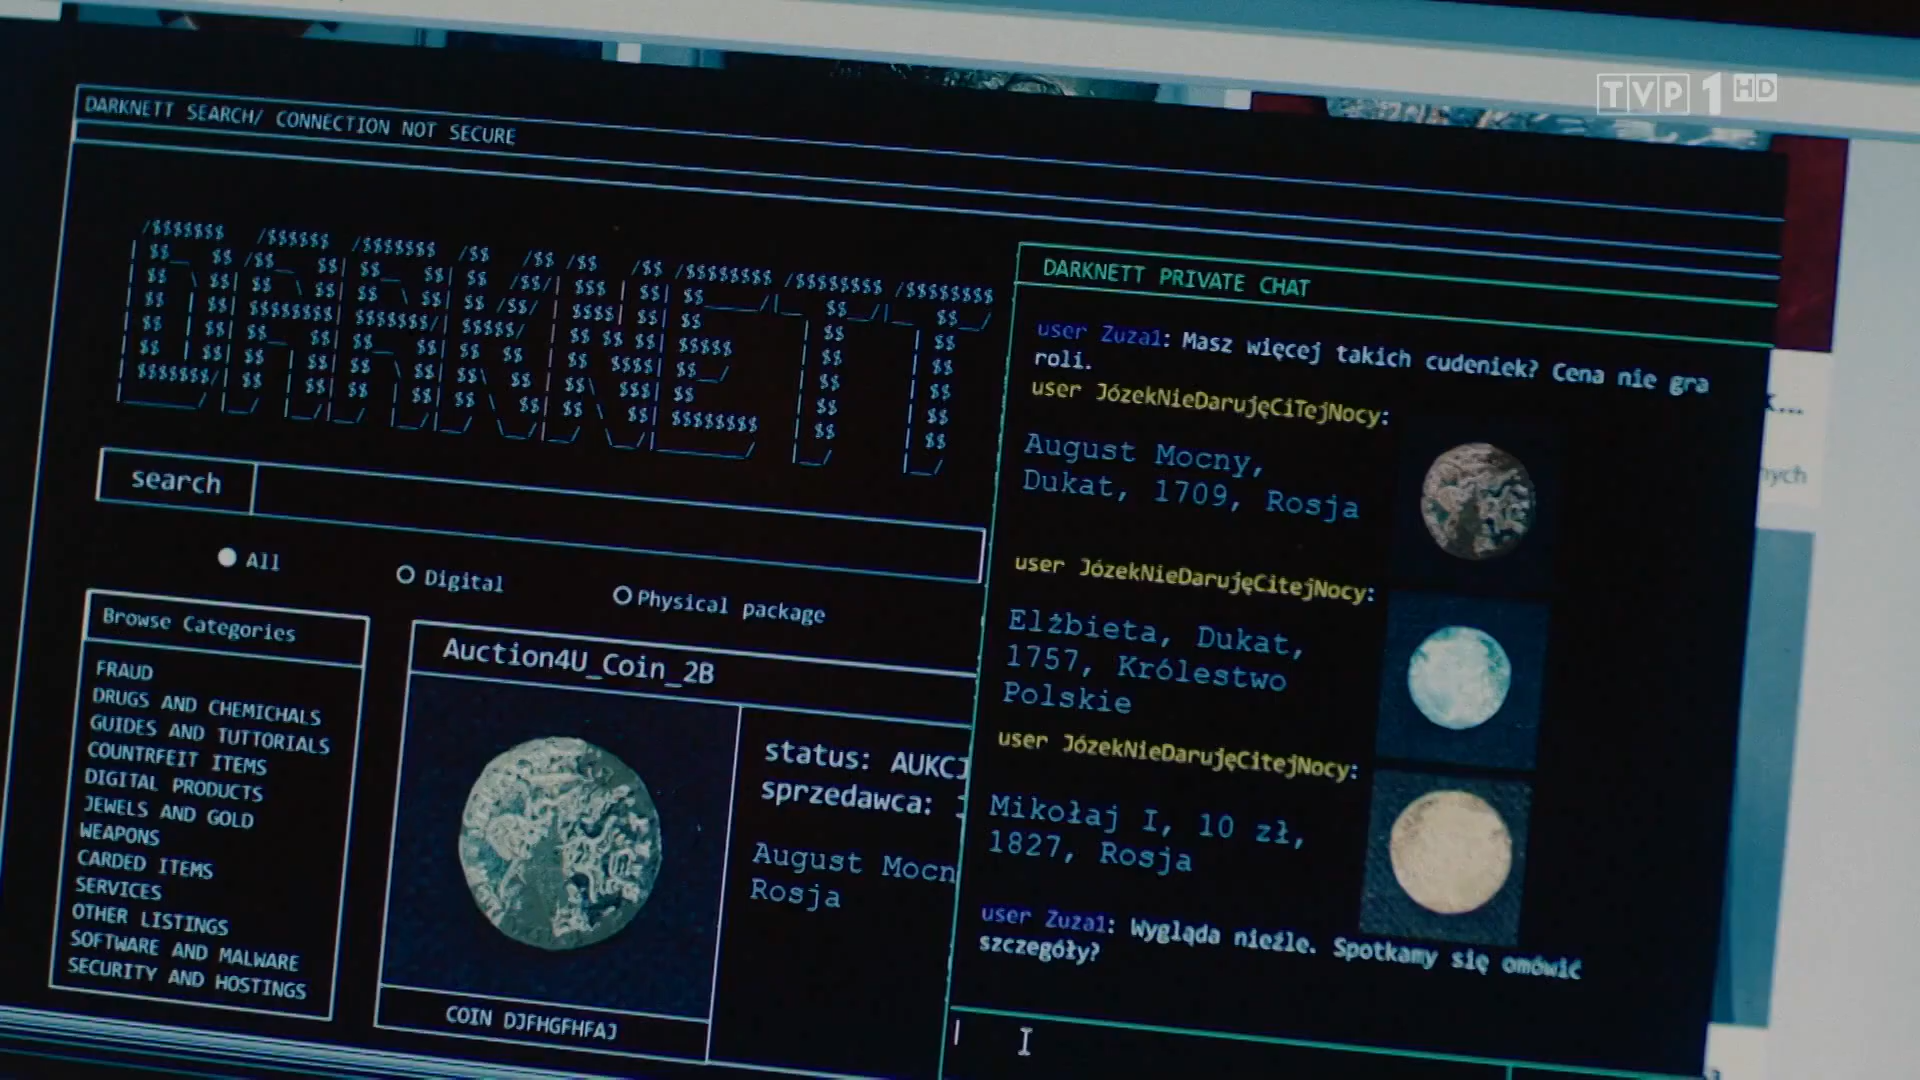 TVP 1 HD
DARKNETT SEARCH/ CONNECTION NOT SECURE
DARKNETT
search
All
Digital
Physical package
Browse Categories
FRAUD
DRUGS AND CHEMICHALS
GUIDES AND TUTTORIALS
COUNTRFEIT ITEMS
DIGITAL PRODUCTS
JEWELS AND GOLD
WEAPONS
CARDED ITEMS
SERVICES
OTHER LISTINGS
SOFTWARE AND MALWARE
SECURITY AND HOSTINGS
Auction4U_Coin_2B
COIN DJFHGFHFAJ
status:
sprzedawca:
August Mocn
Rosja
DARKNETT PRIVATE CHAT
user Zuza1: Masz więcej takich cudeniek? Cena nie gra
roli.
user JózekNieDarujęCiTejNocy:
August Mocny,
Dukat, 1709, Rosja
user JózekNieDarujęCitejNocy:
Elżbieta, Dukat,
1757, Królestwo
Polskie
user JózekNieDarujęCitejNocy:
Mikołaj I, 10 zł,
1827, Rosja
user Zuza1: Wygląda nieźle. Spotkamy się omówić
szczegóły?